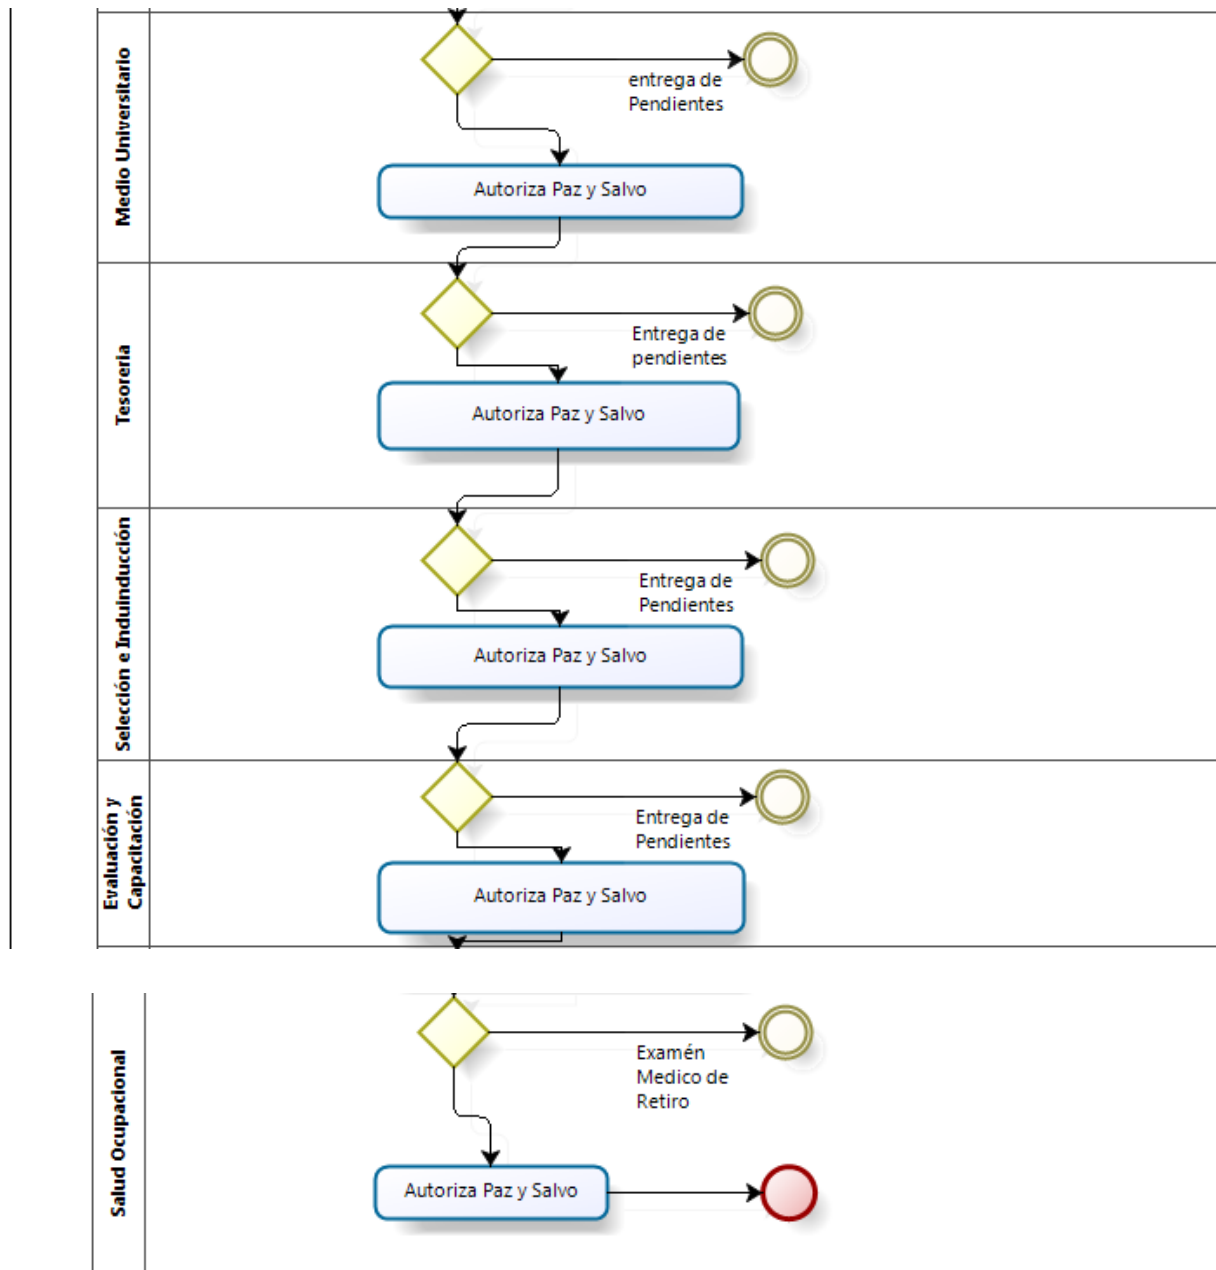 Medio Universitario
entrega de
Pendientes
Autoriza Paz y Salvo
Tesoreria
Entrega de
pendientes
Autoriza Paz y Salvo
Selección e Induinducción
Entrega de
Pendientes
Autoriza Paz y Salvo
Evaluación y
Capacitación
Entrega de
Pendientes
Autoriza Paz y Salvo
Salud Ocupacional
Examén
Medico de
Retiro
Autoriza Paz y Salvo